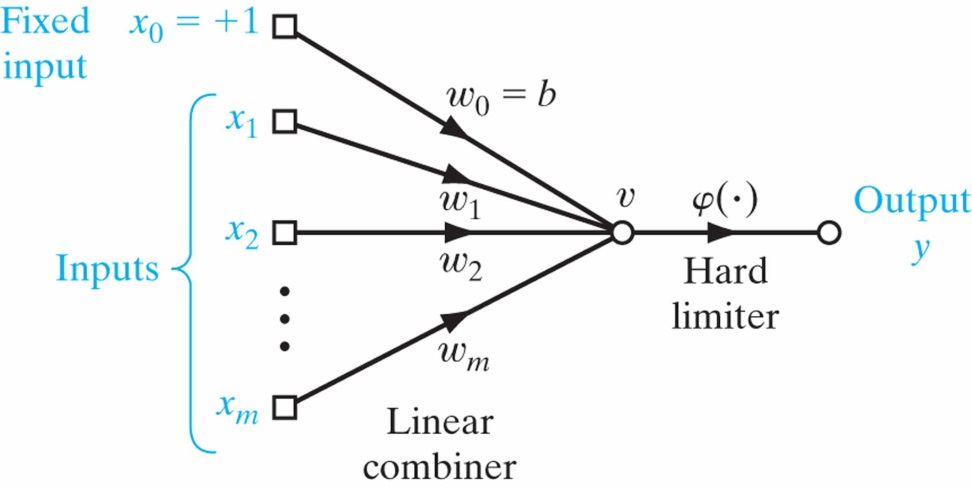 Fixed input
x₀ = +1
w₀ = b
x₁
w₁
v
φ(·)
Output
y
x₂
w₂
Inputs
Hard
limiter
xₘ
wₘ
Linear
combiner